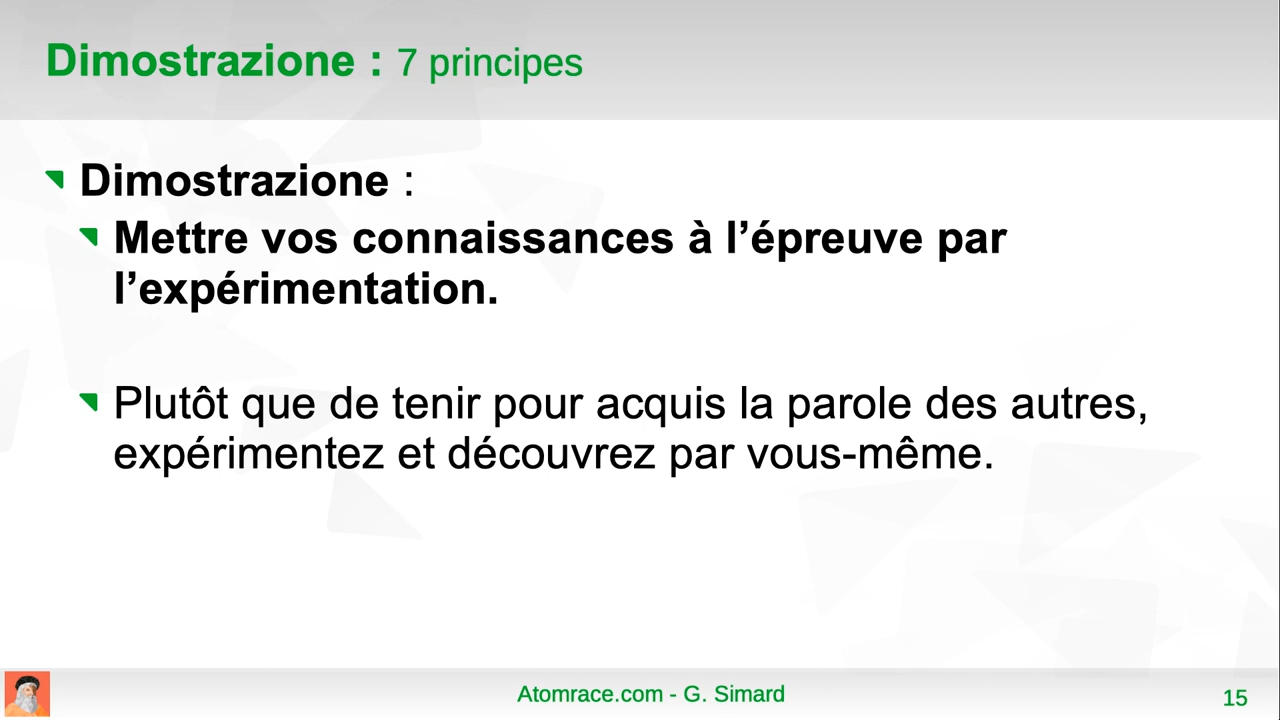 Dimostrazione : 7 principes
Dimostrazione :
Mettre vos connaissances à l’épreuve par
l’expérimentation.
Plutôt que de tenir pour acquis la parole des autres,
expérimentez et découvrez par vous-même.
Atomrace.com - G. Simard
15